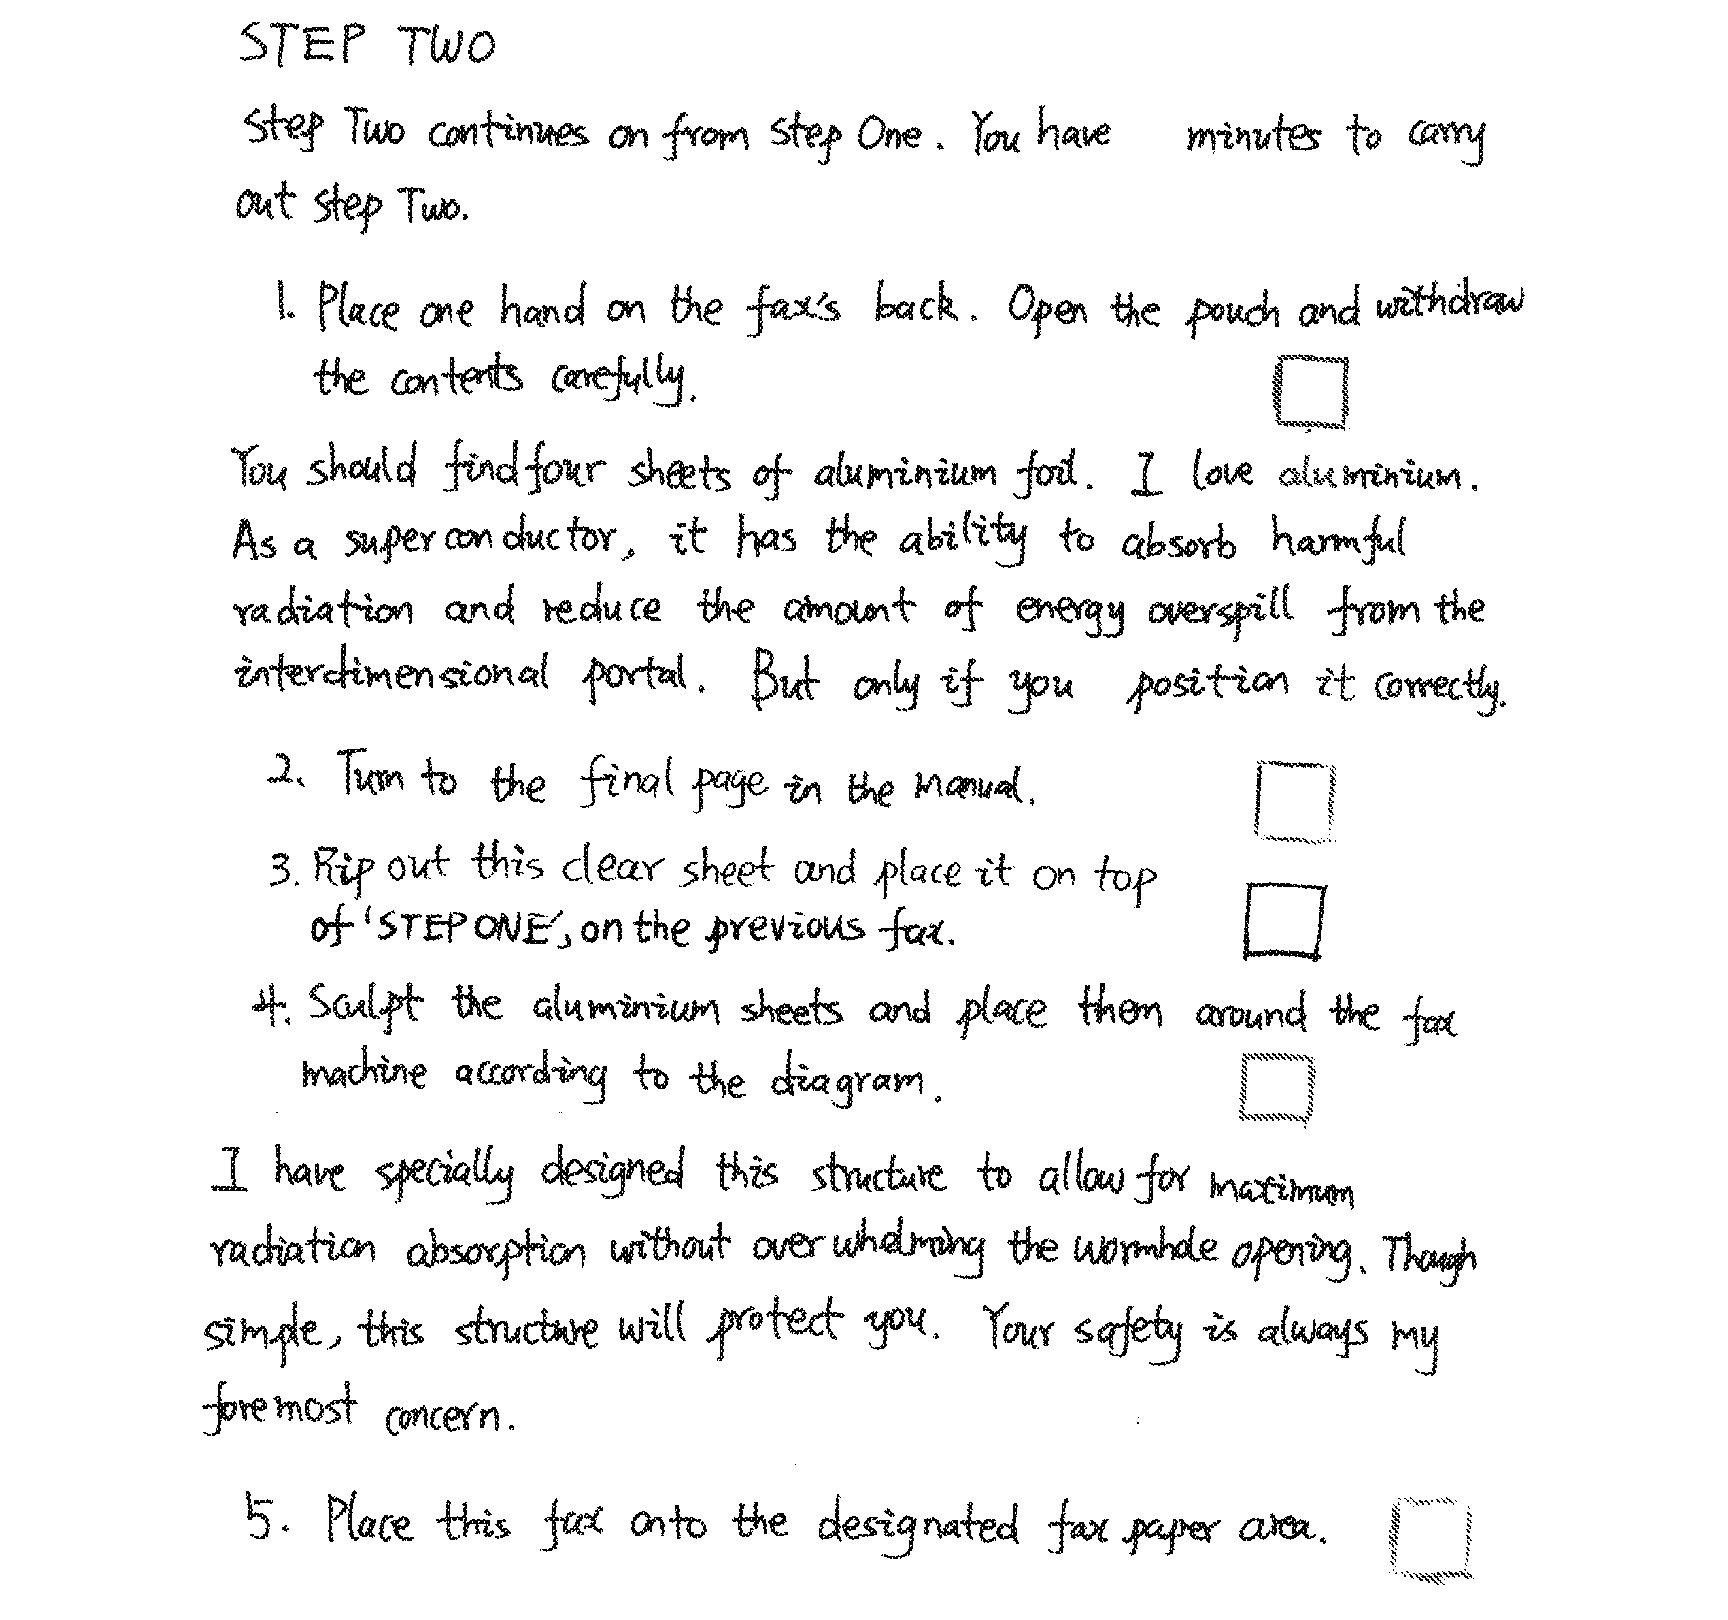 STEP TWO
Step Two continues on from Step One. You have minutes to carry
out Step Two.
1. Place one hand on the fax's back. Open the pouch and withdraw
the contents carefully.
You should find four sheets of aluminium foil. I love aluminium.
As a superconductor, it has the ability to absorb harmful
radiation and reduce the amount of energy overspill from the
interdimensional portal. But only if you position it correctly.
2. Turn to the final page in the manual.
3. Rip out this clear sheet and place it on top
of 'STEP ONE', on the previous fax.
4. Sculpt the aluminium sheets and place them around the fax
machine according to the diagram.
I have specially designed this structure to allow for maximum
radiation absorption without overwhelming the wormhole opening. Though
simple, this structure will protect you. Your safety is always my
foremost concern.
5. Place this fax onto the designated fax paper area.